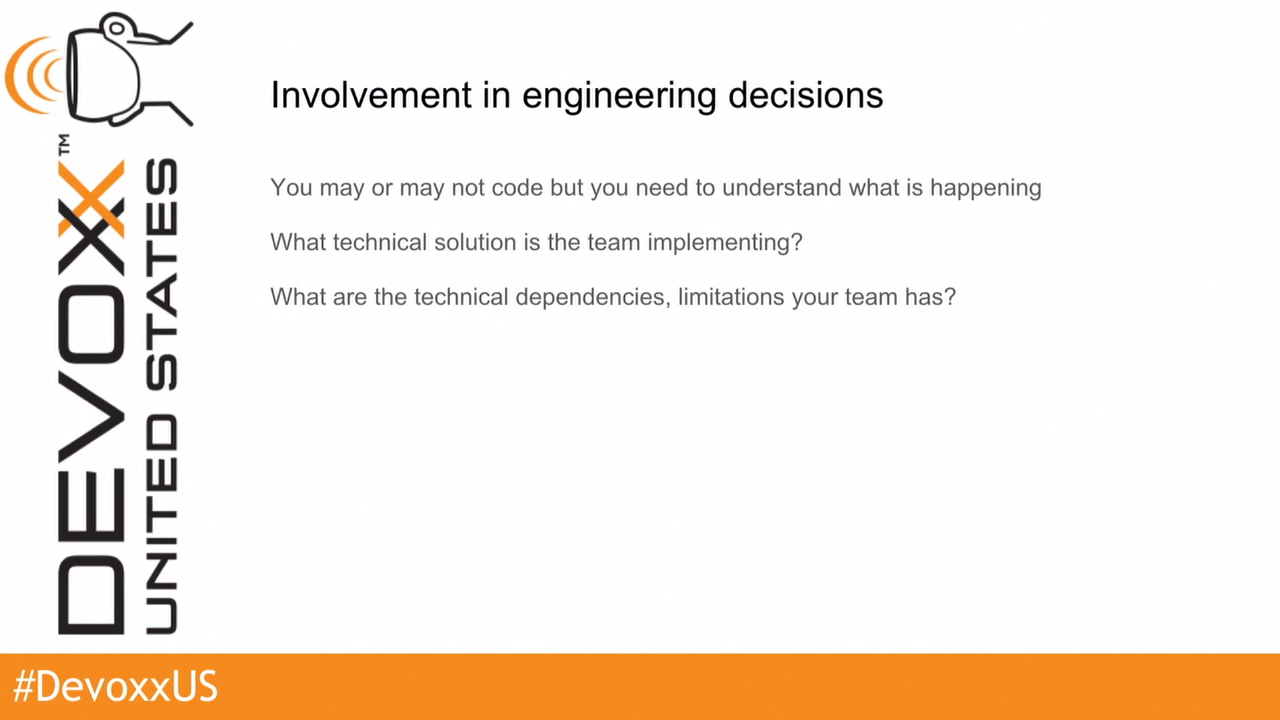 DEVOXX™
UNITED STATES
Involvement in engineering decisions
You may or may not code but you need to understand what is happening
What technical solution is the team implementing?
What are the technical dependencies, limitations your team has?
#DevoxxUS